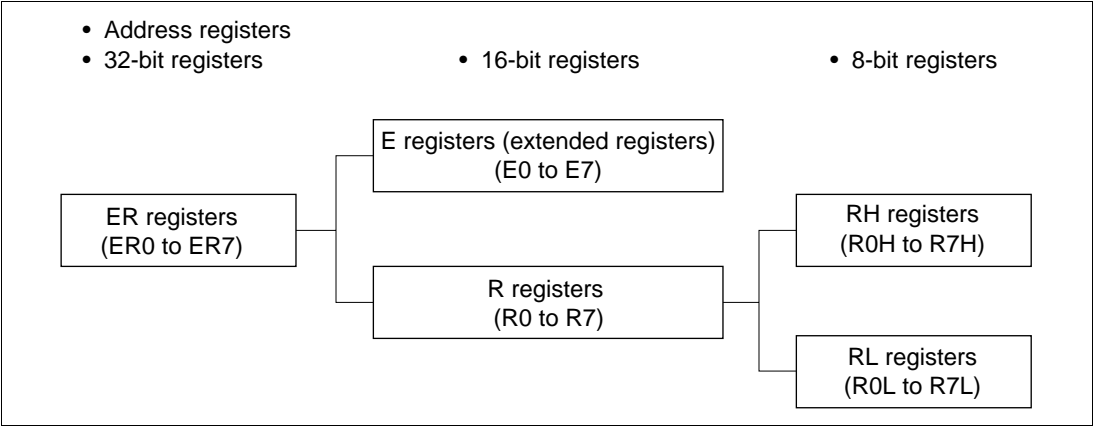 • Address registers
• 32-bit registers
• 16-bit registers
• 8-bit registers
E registers (extended registers)
(E0 to E7)
ER registers
(ER0 to ER7)
RH registers
(R0H to R7H)
R registers
(R0 to R7)
RL registers
(R0L to R7L)